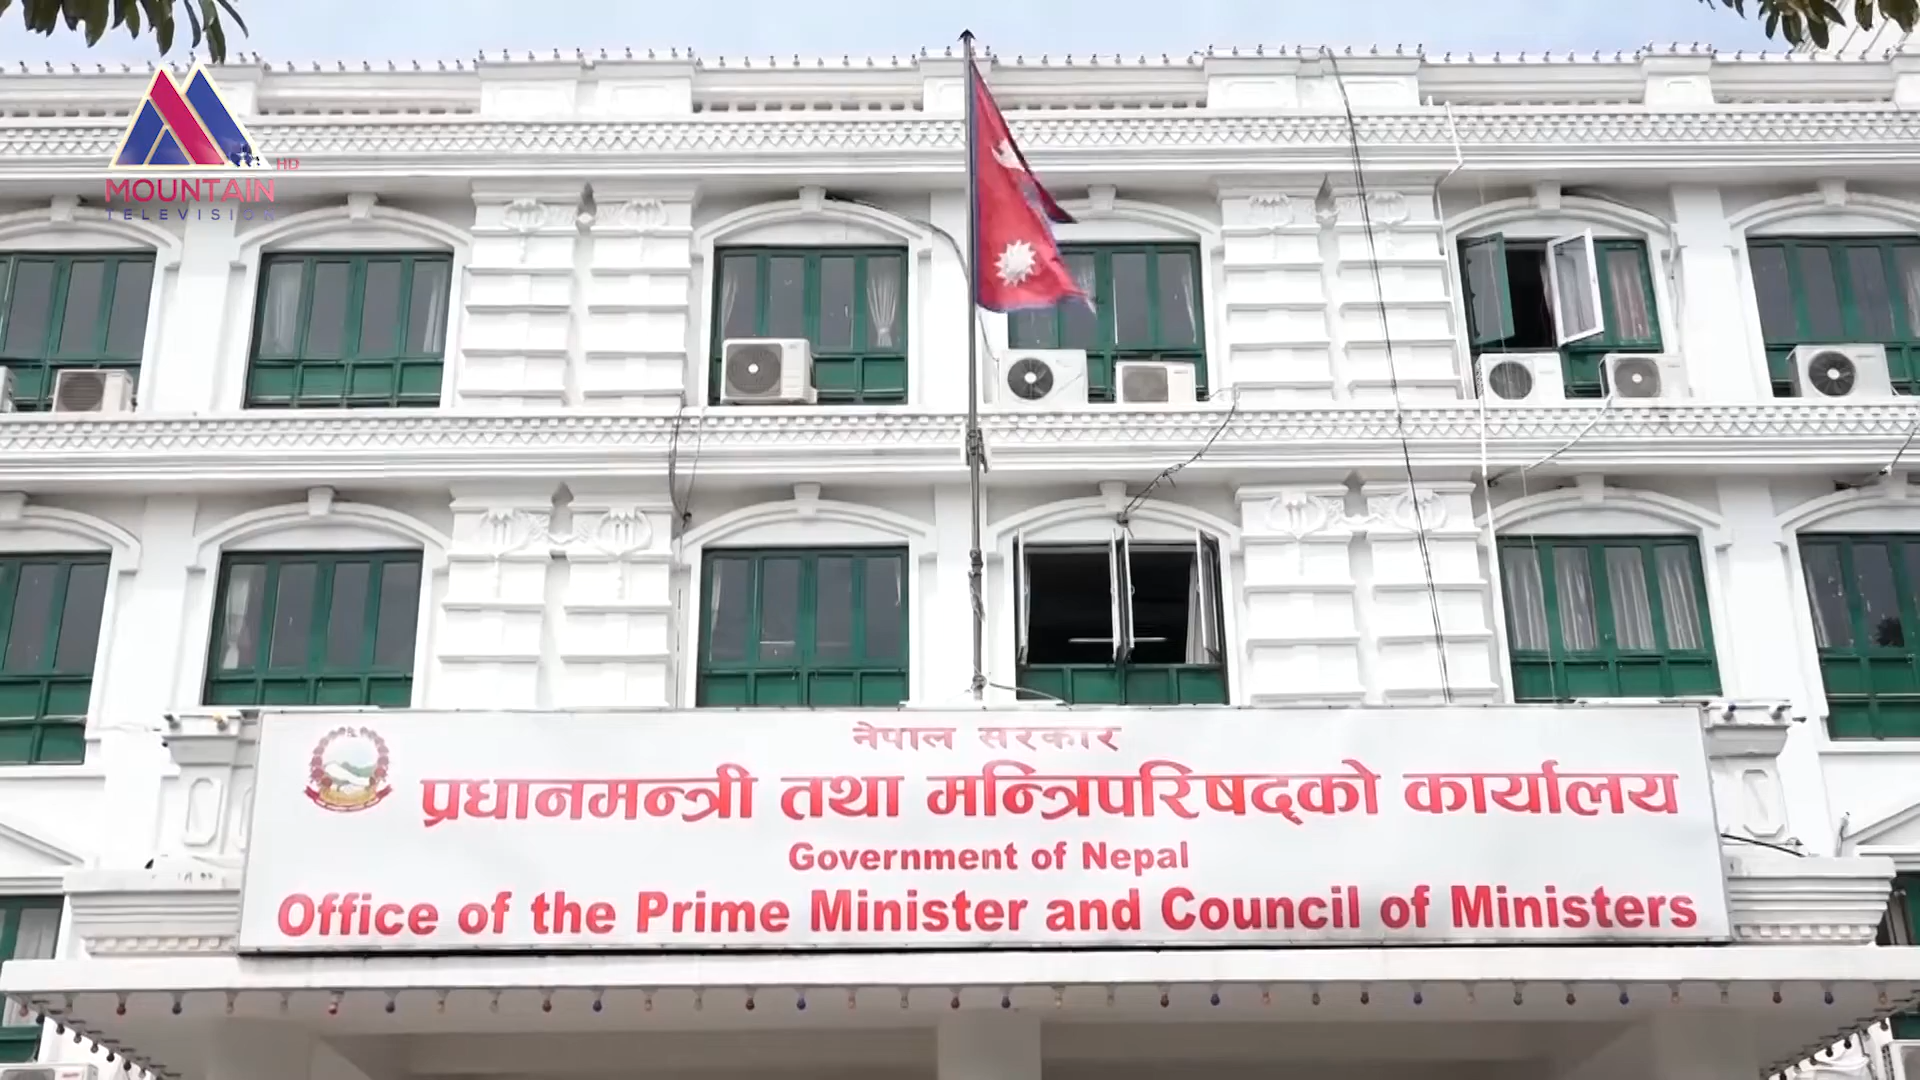 MOUNTAIN HD
TELEVISION
नेपाल सरकार
प्रधानमन्त्री तथा मन्त्रिपरिषद्को कार्यालय
Government of Nepal
Office of the Prime Minister and Council of Ministers